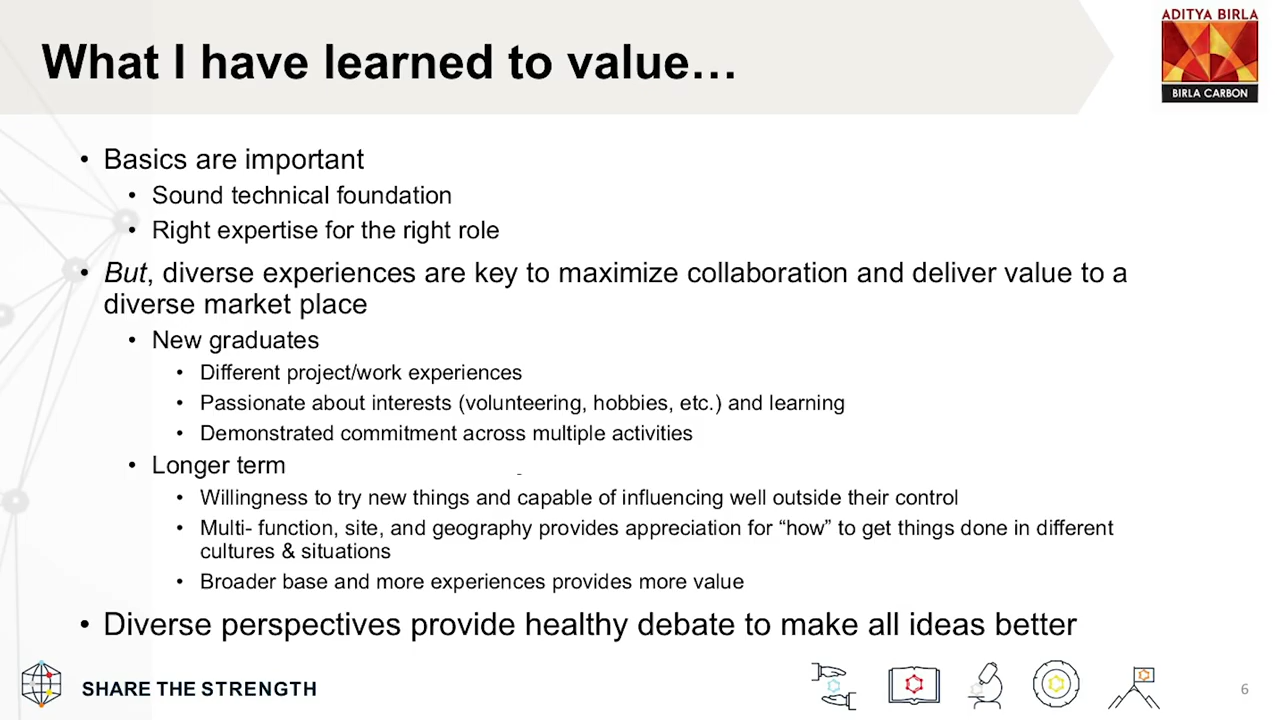 What I have learned to value…
ADITYA BIRLA
BIRLA CARBON
• Basics are important
• Sound technical foundation
• Right expertise for the right role
• But, diverse experiences are key to maximize collaboration and deliver value to a
diverse market place
• New graduates
• Different project/work experiences
• Passionate about interests (volunteering, hobbies, etc.) and learning
• Demonstrated commitment across multiple activities
• Longer term
• Willingness to try new things and capable of influencing well outside their control
• Multi- function, site, and geography provides appreciation for “how” to get things done in different
cultures & situations
• Broader base and more experiences provides more value
• Diverse perspectives provide healthy debate to make all ideas better
SHARE THE STRENGTH
6